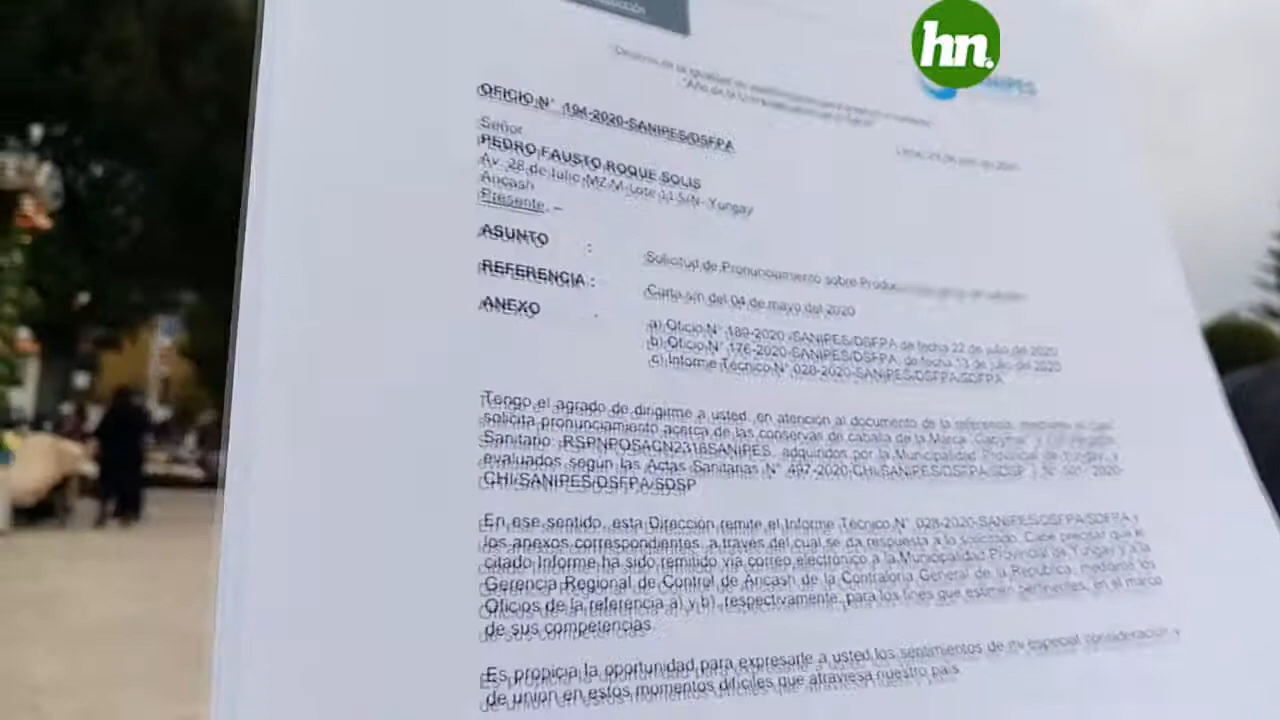 hn.
OFICIO N° 194-2020-SANIPES/DSFPA
Señor
PEDRO FAUSTO ROQUE SOLIS
Av. 28 de Julio MZ M Lote 11 S/N- Yungay
Ancash
Presente. –
ASUNTO :
Solicitud de Pronunciamiento sobre
REFERENCIA :
Carta s/n del 04 de mayo del 2020
ANEXO :
a) Oficio N° 189-2020-SANIPES/DSFPA de fecha 22 de julio del 2020
b) Oficio N° 176-2020-SANIPES/DSFPA, de fecha 13 de julio del 2020
c) Informe Técnico N° 028-2020-SANIPES/DSFPA/SDFPA
Tengo el agrado de dirigirme a usted, en atención al documento de la referencia,
solicita pronunciamiento acerca de las conservas de caballa de la Marca
Sanitario RSPNPOSACN2316SANIPES, adquiridos por la Municipalidad Provincial de Yungay, y
evaluados según las Actas Sanitarias N° 497-2020-CHI/SANIPES/DSFPA/SDSP
CHI/SANIPES/DSFPA/SDSP
En ese sentido, esta Dirección remite el Informe Técnico N° 028-2020-SANIPES/DSFPA/SDFPA y
los anexos correspondientes, a través del cual se da respuesta a lo solicitado. Cabe precisar que el
citado Informe ha sido remitido vía correo electrónico a la Municipalidad Provincial de Yungay y a la
Gerencia Regional de Control de Ancash de la Contraloría General de la República, mediante los
Oficios de la referencia a) y b), respectivamente, para los fines que estimen pertinentes, en el marco
de sus competencias.
Es propicia la oportunidad para expresarle a usted los sentimientos de mi especial consideración y
de unión en estos momentos difíciles que atraviesa nuestro país.